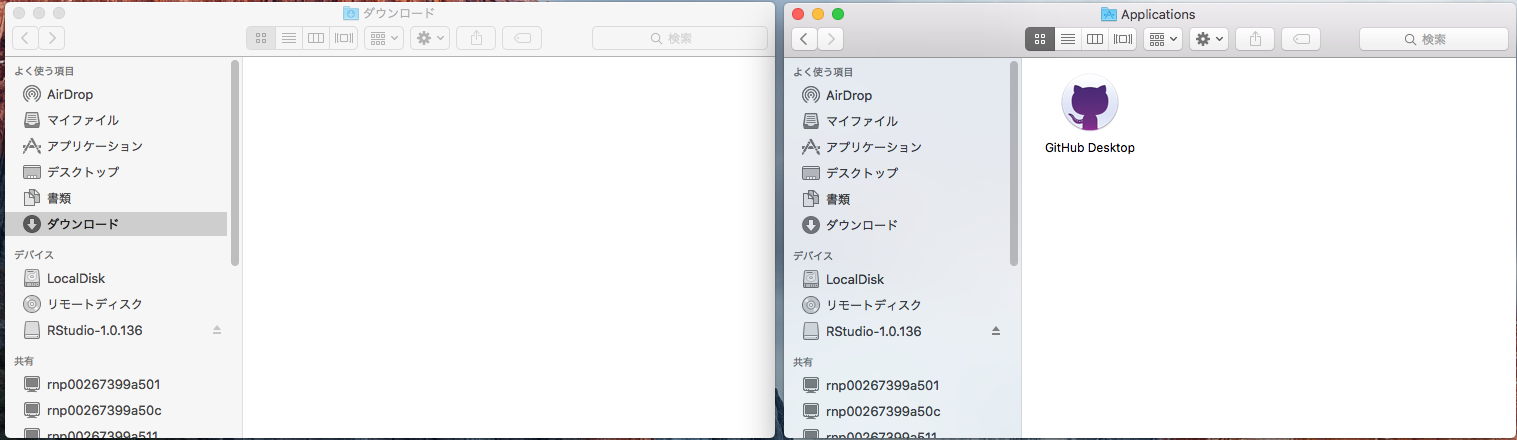 ダウンロード
検索
よく使う項目
AirDrop
マイファイル
アプリケーション
デスクトップ
書類
ダウンロード
デバイス
LocalDisk
リモートディスク
RStudio-1.0.136
共有
rnp00267399a501
rnp00267399a50c
rnp00267399a511
Applications
検索
よく使う項目
AirDrop
マイファイル
アプリケーション
デスクトップ
書類
ダウンロード
デバイス
LocalDisk
リモートディスク
RStudio-1.0.136
共有
rnp00267399a501
rnp00267399a50c
rnp00267399a511
GitHub Desktop